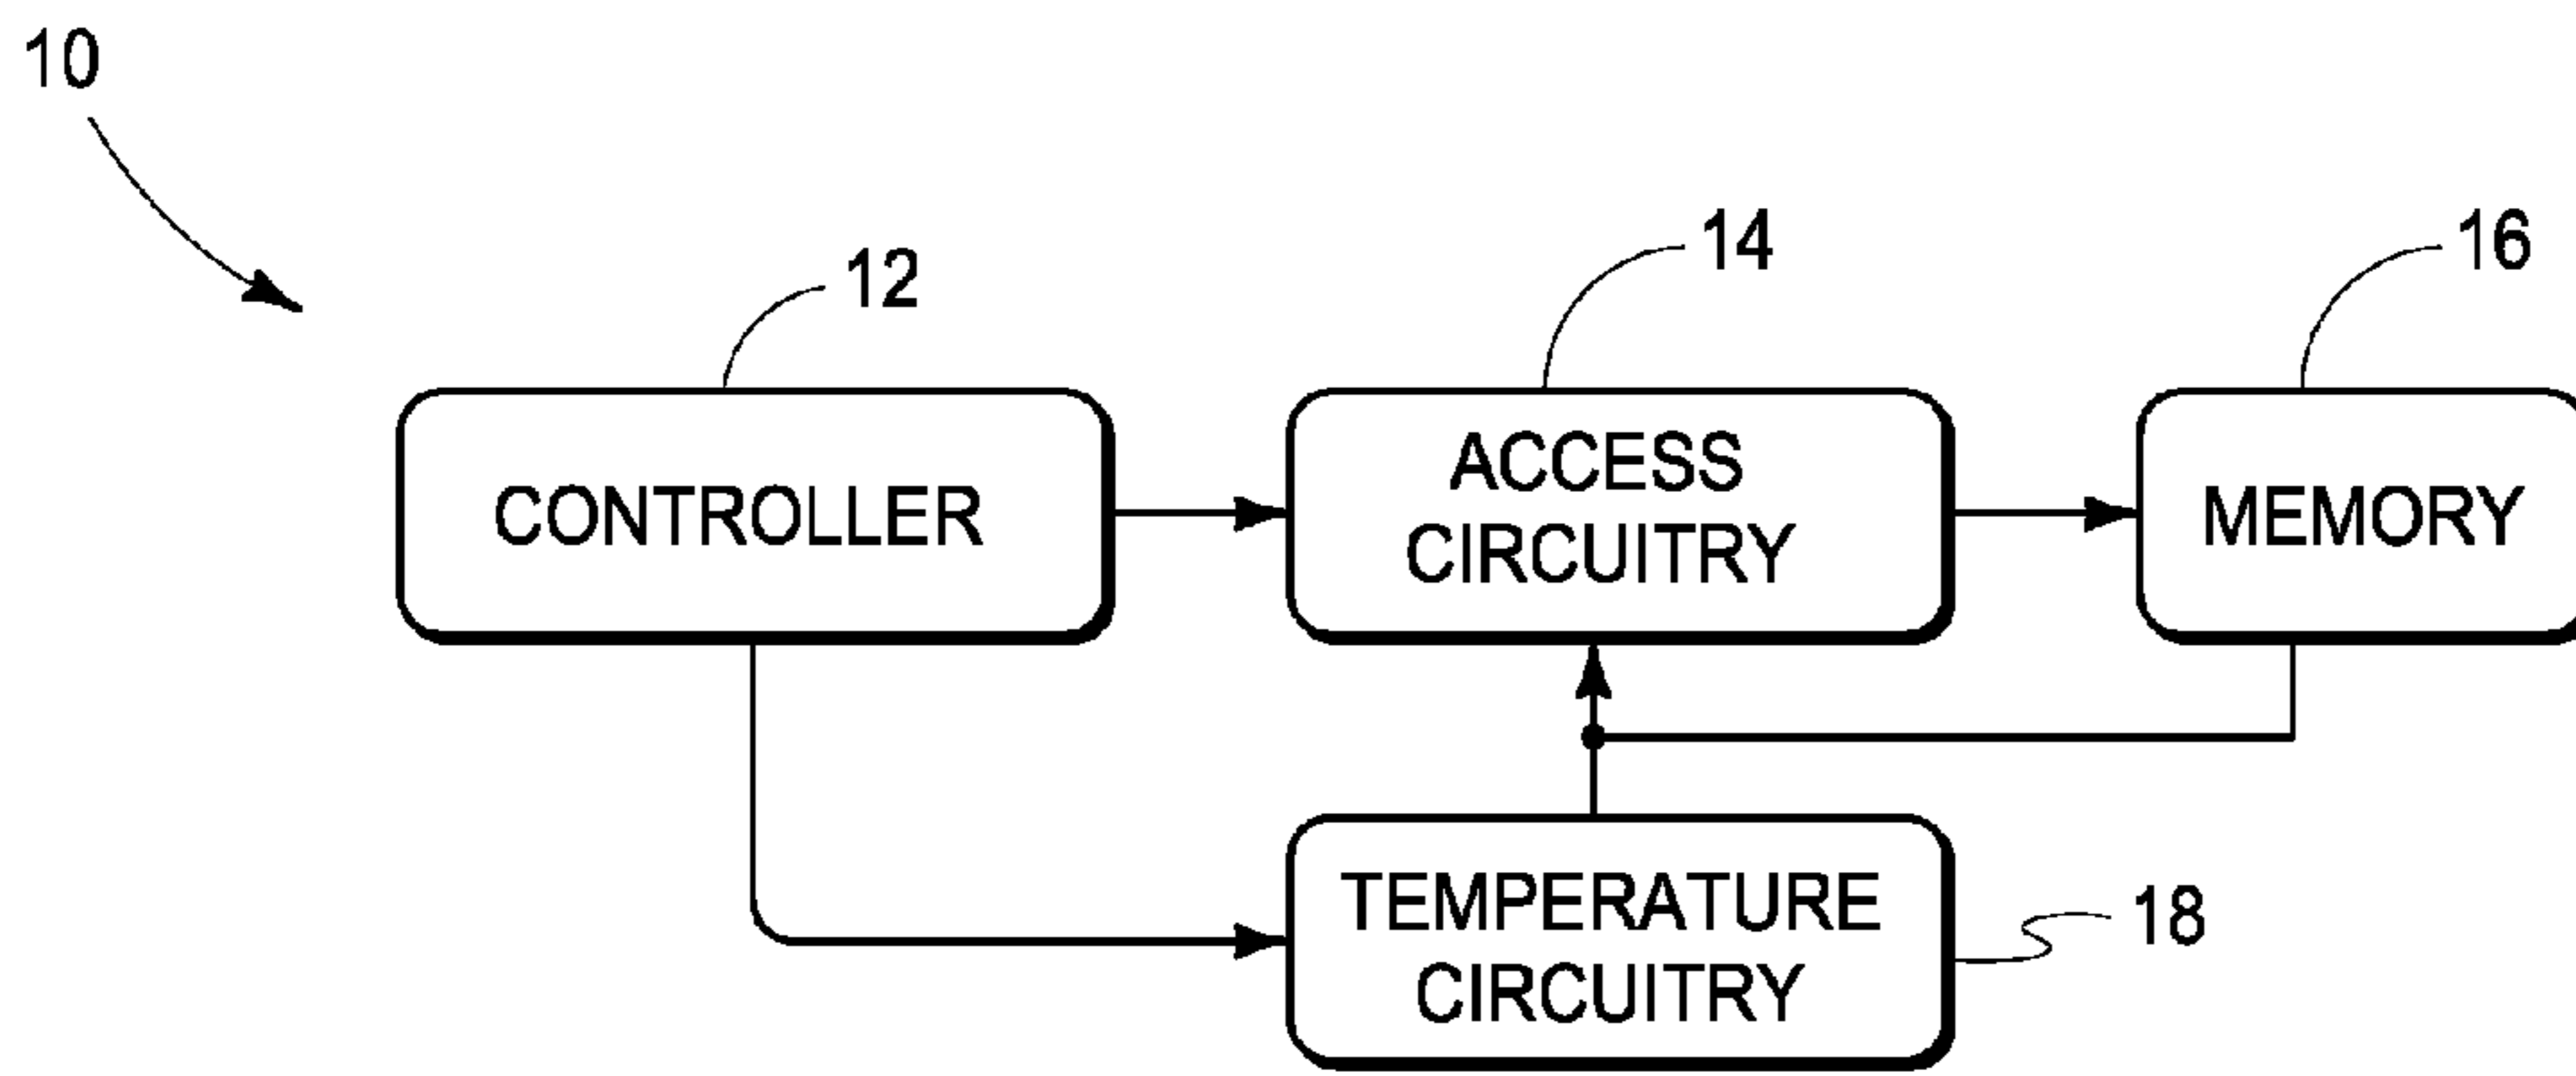 10
12
14
16
CONTROLLER
ACCESS
CIRCUITRY
MEMORY
TEMPERATURE
CIRCUITRY
18